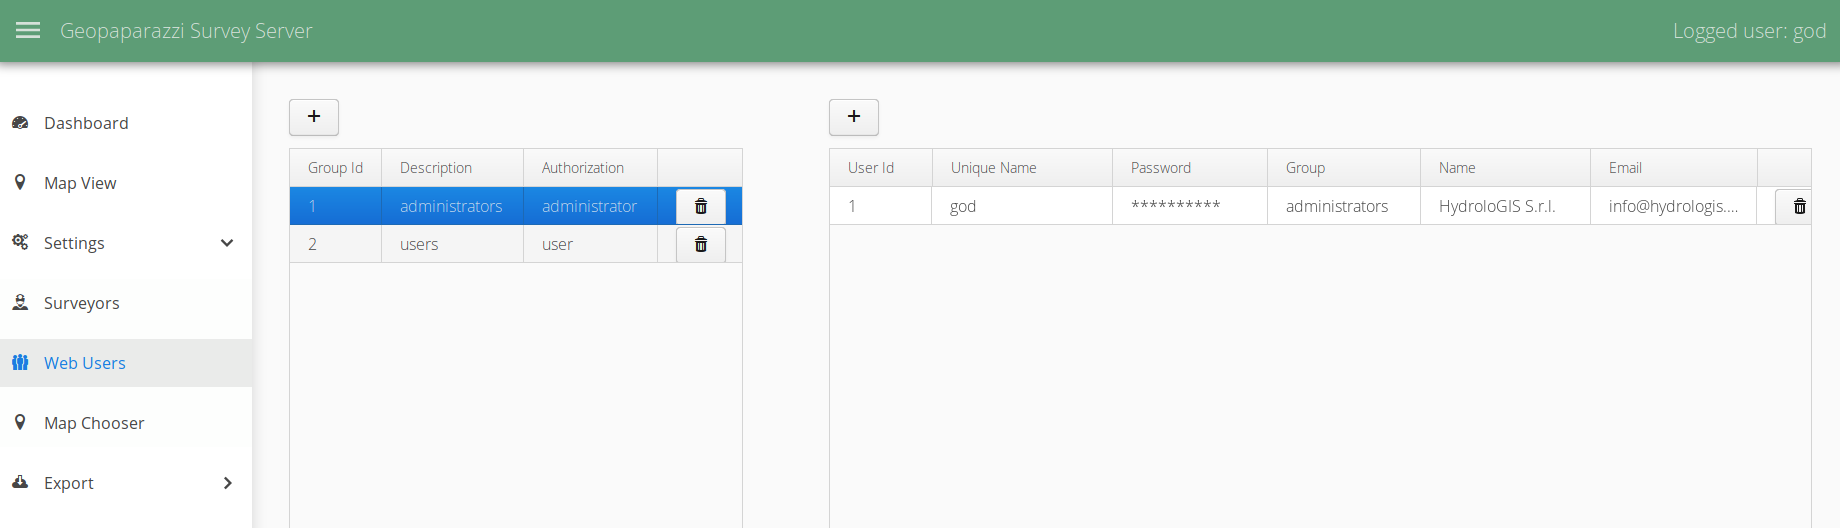 Geopaparazzi Survey Server
Logged user: god
Dashboard
Map View
Settings
Surveyors
Web Users
Map Chooser
Export
+
Group Id Description Authorization
1 administrators administrator
2 users user
+
User Id Unique Name Password Group Name Email
1 god ********** administrators HydroloGIS S.r.l. info@hydrologis....